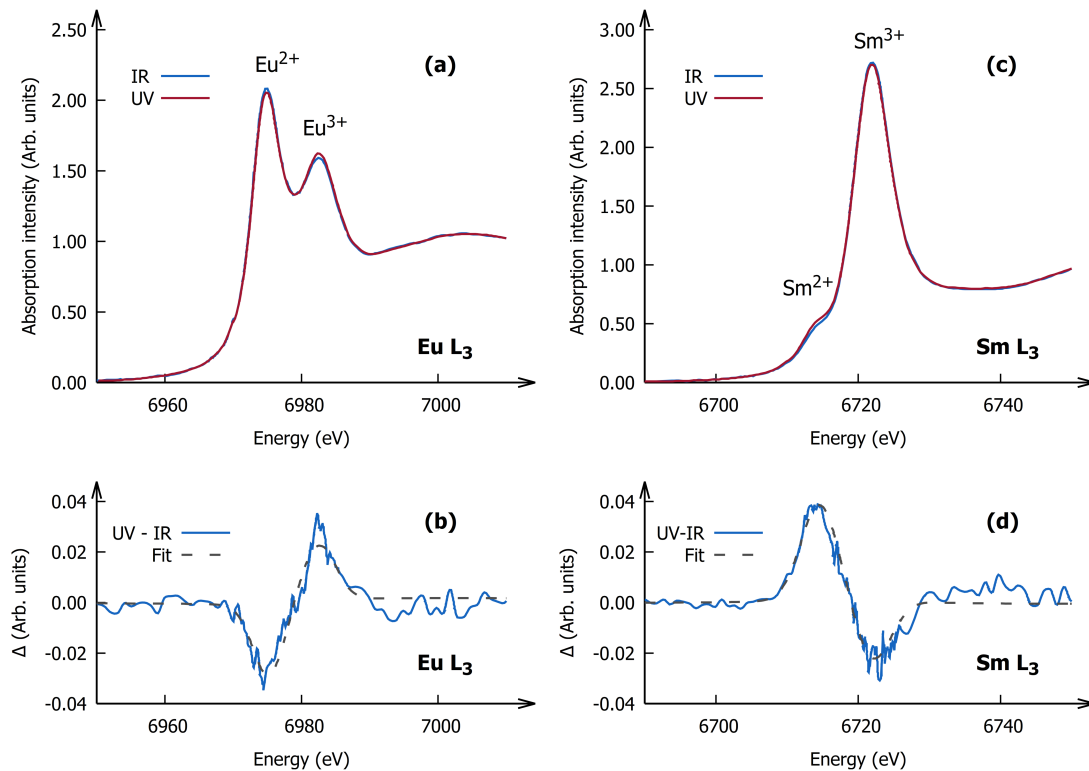 2.50
2.00
1.50
1.00
0.50
0.00
6960
6980
7000
Energy (eV)
Absorption intensity (Arb. units)
IR
UV
Eu2+
Eu3+
(a)
Eu L3
3.00
2.50
2.00
1.50
1.00
0.50
0.00
6700
6720
6740
Energy (eV)
Absorption intensity (Arb. units)
IR
UV
Sm3+
Sm2+
(c)
Sm L3
0.04
0.02
0.00
-0.02
-0.04
6960
6980
7000
Energy (eV)
Δ (Arb. units)
UV - IR
Fit
(b)
Eu L3
0.04
0.02
0.00
-0.02
-0.04
6700
6720
6740
Energy (eV)
Δ (Arb. units)
UV-IR
Fit
(d)
Sm L3